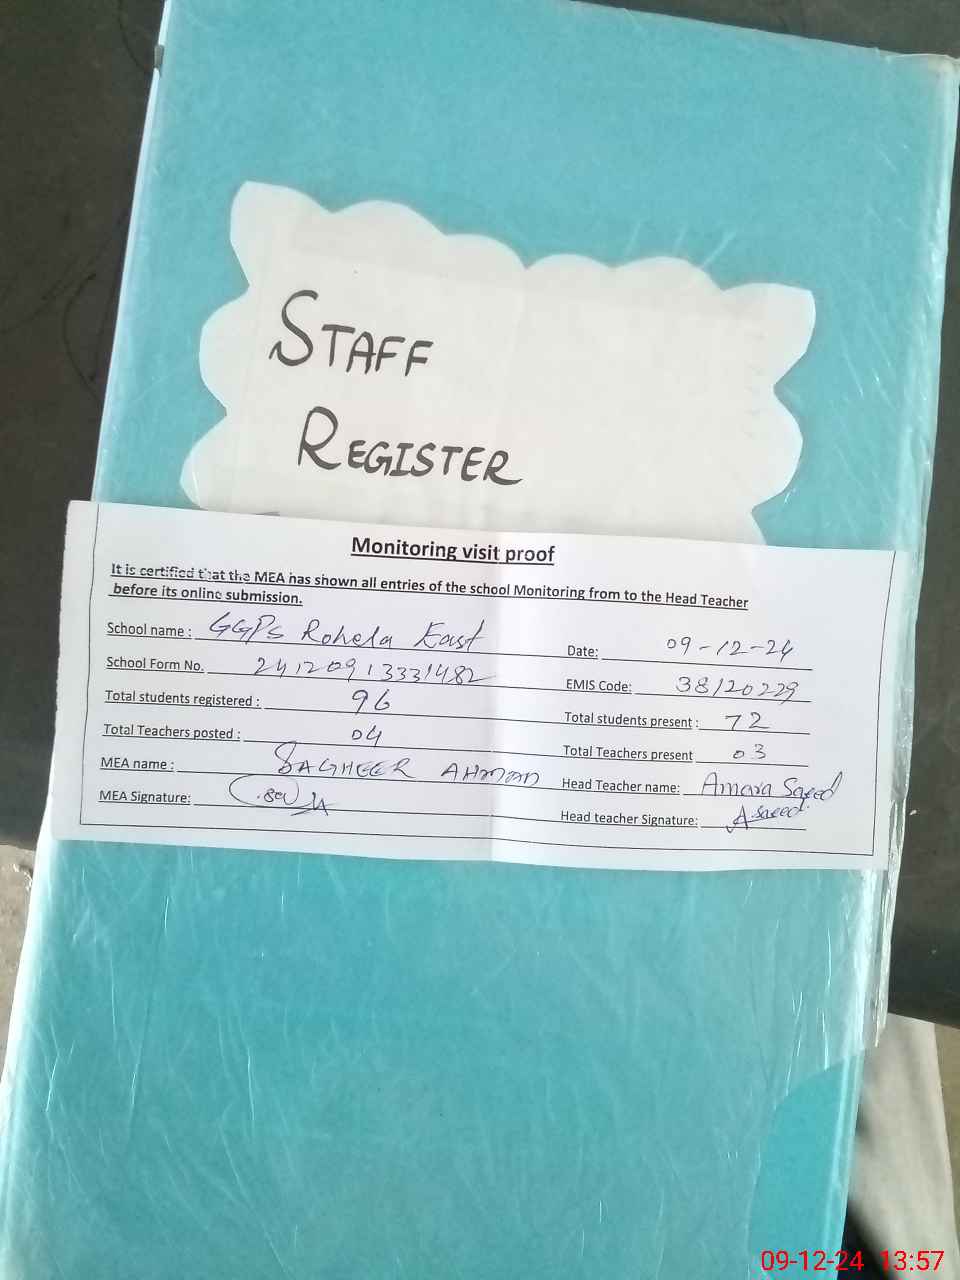 STAFF
REGISTER
Monitoring visit proof
It is certified that the MEA has shown all entries of the school Monitoring from to the Head Teacher
before its online submission.
School name : GGPS Rohela East
Date: 09-12-24
School Form No. 241209133331482
EMIS Code: 38120229
Total students registered : 96
Total students present : 72
Total Teachers posted : 04
Total Teachers present 03
MEA name : SAGHEER AHMAD
Head Teacher name: Amara Saeed
MEA Signature:
Head teacher Signature: Asaeed
09-12-24 13:57